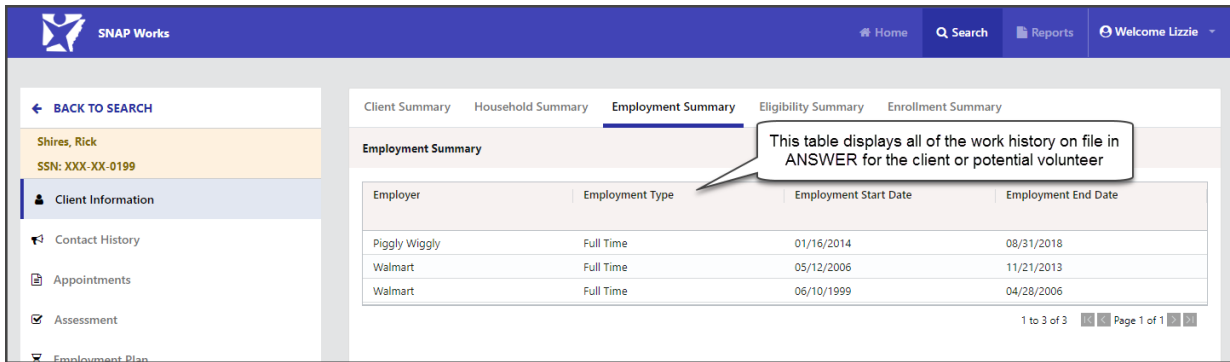 SNAP Works
Home Search Reports Welcome Lizzie
BACK TO SEARCH
Shires, Rick
SSN: XXX-XX-0199
Client Information
Contact History
Appointments
Assessment
Employment Plan
Client Summary Household Summary Employment Summary Eligibility Summary Enrollment Summary
Employment Summary
This table displays all of the work history on file in
ANSWER for the client or potential volunteer
Employer Employment Type Employment Start Date Employment End Date
Piggly Wiggly Full Time 01/16/2014 08/31/2018
Walmart Full Time 05/12/2006 11/21/2013
Walmart Full Time 06/10/1999 04/28/2006
1 to 3 of 3 Page 1 of 1